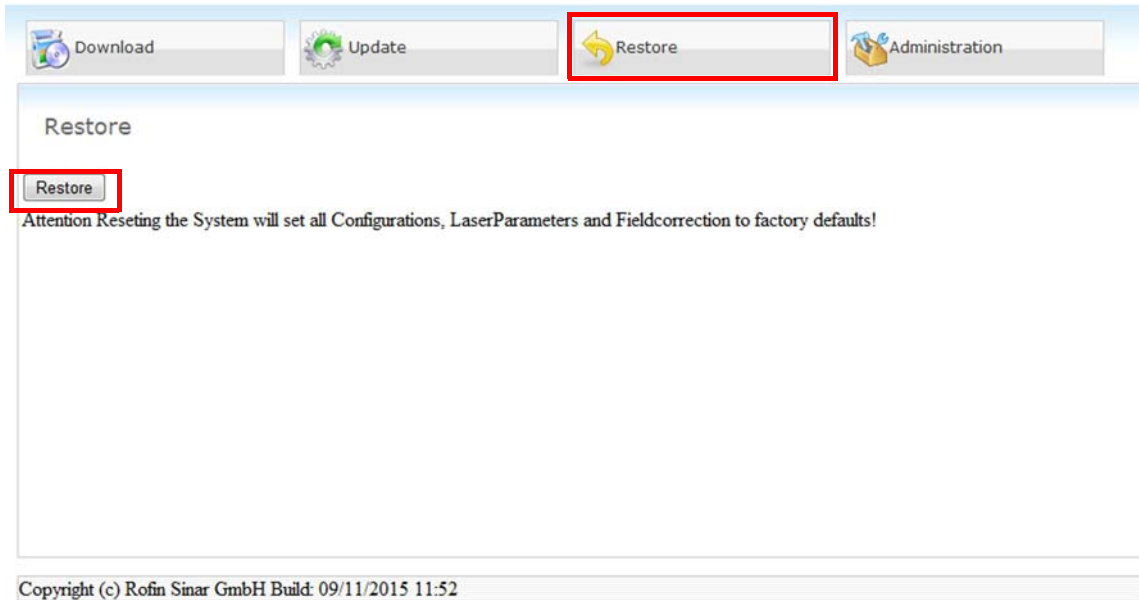 Download Update Restore Administration
Restore
Restore
Attention Reseting the System will set all Configurations, LaserParameters and Fieldcorrection to factory defaults!
Copyright (c) Rofin Sinar GmbH Build: 09/11/2015 11:52